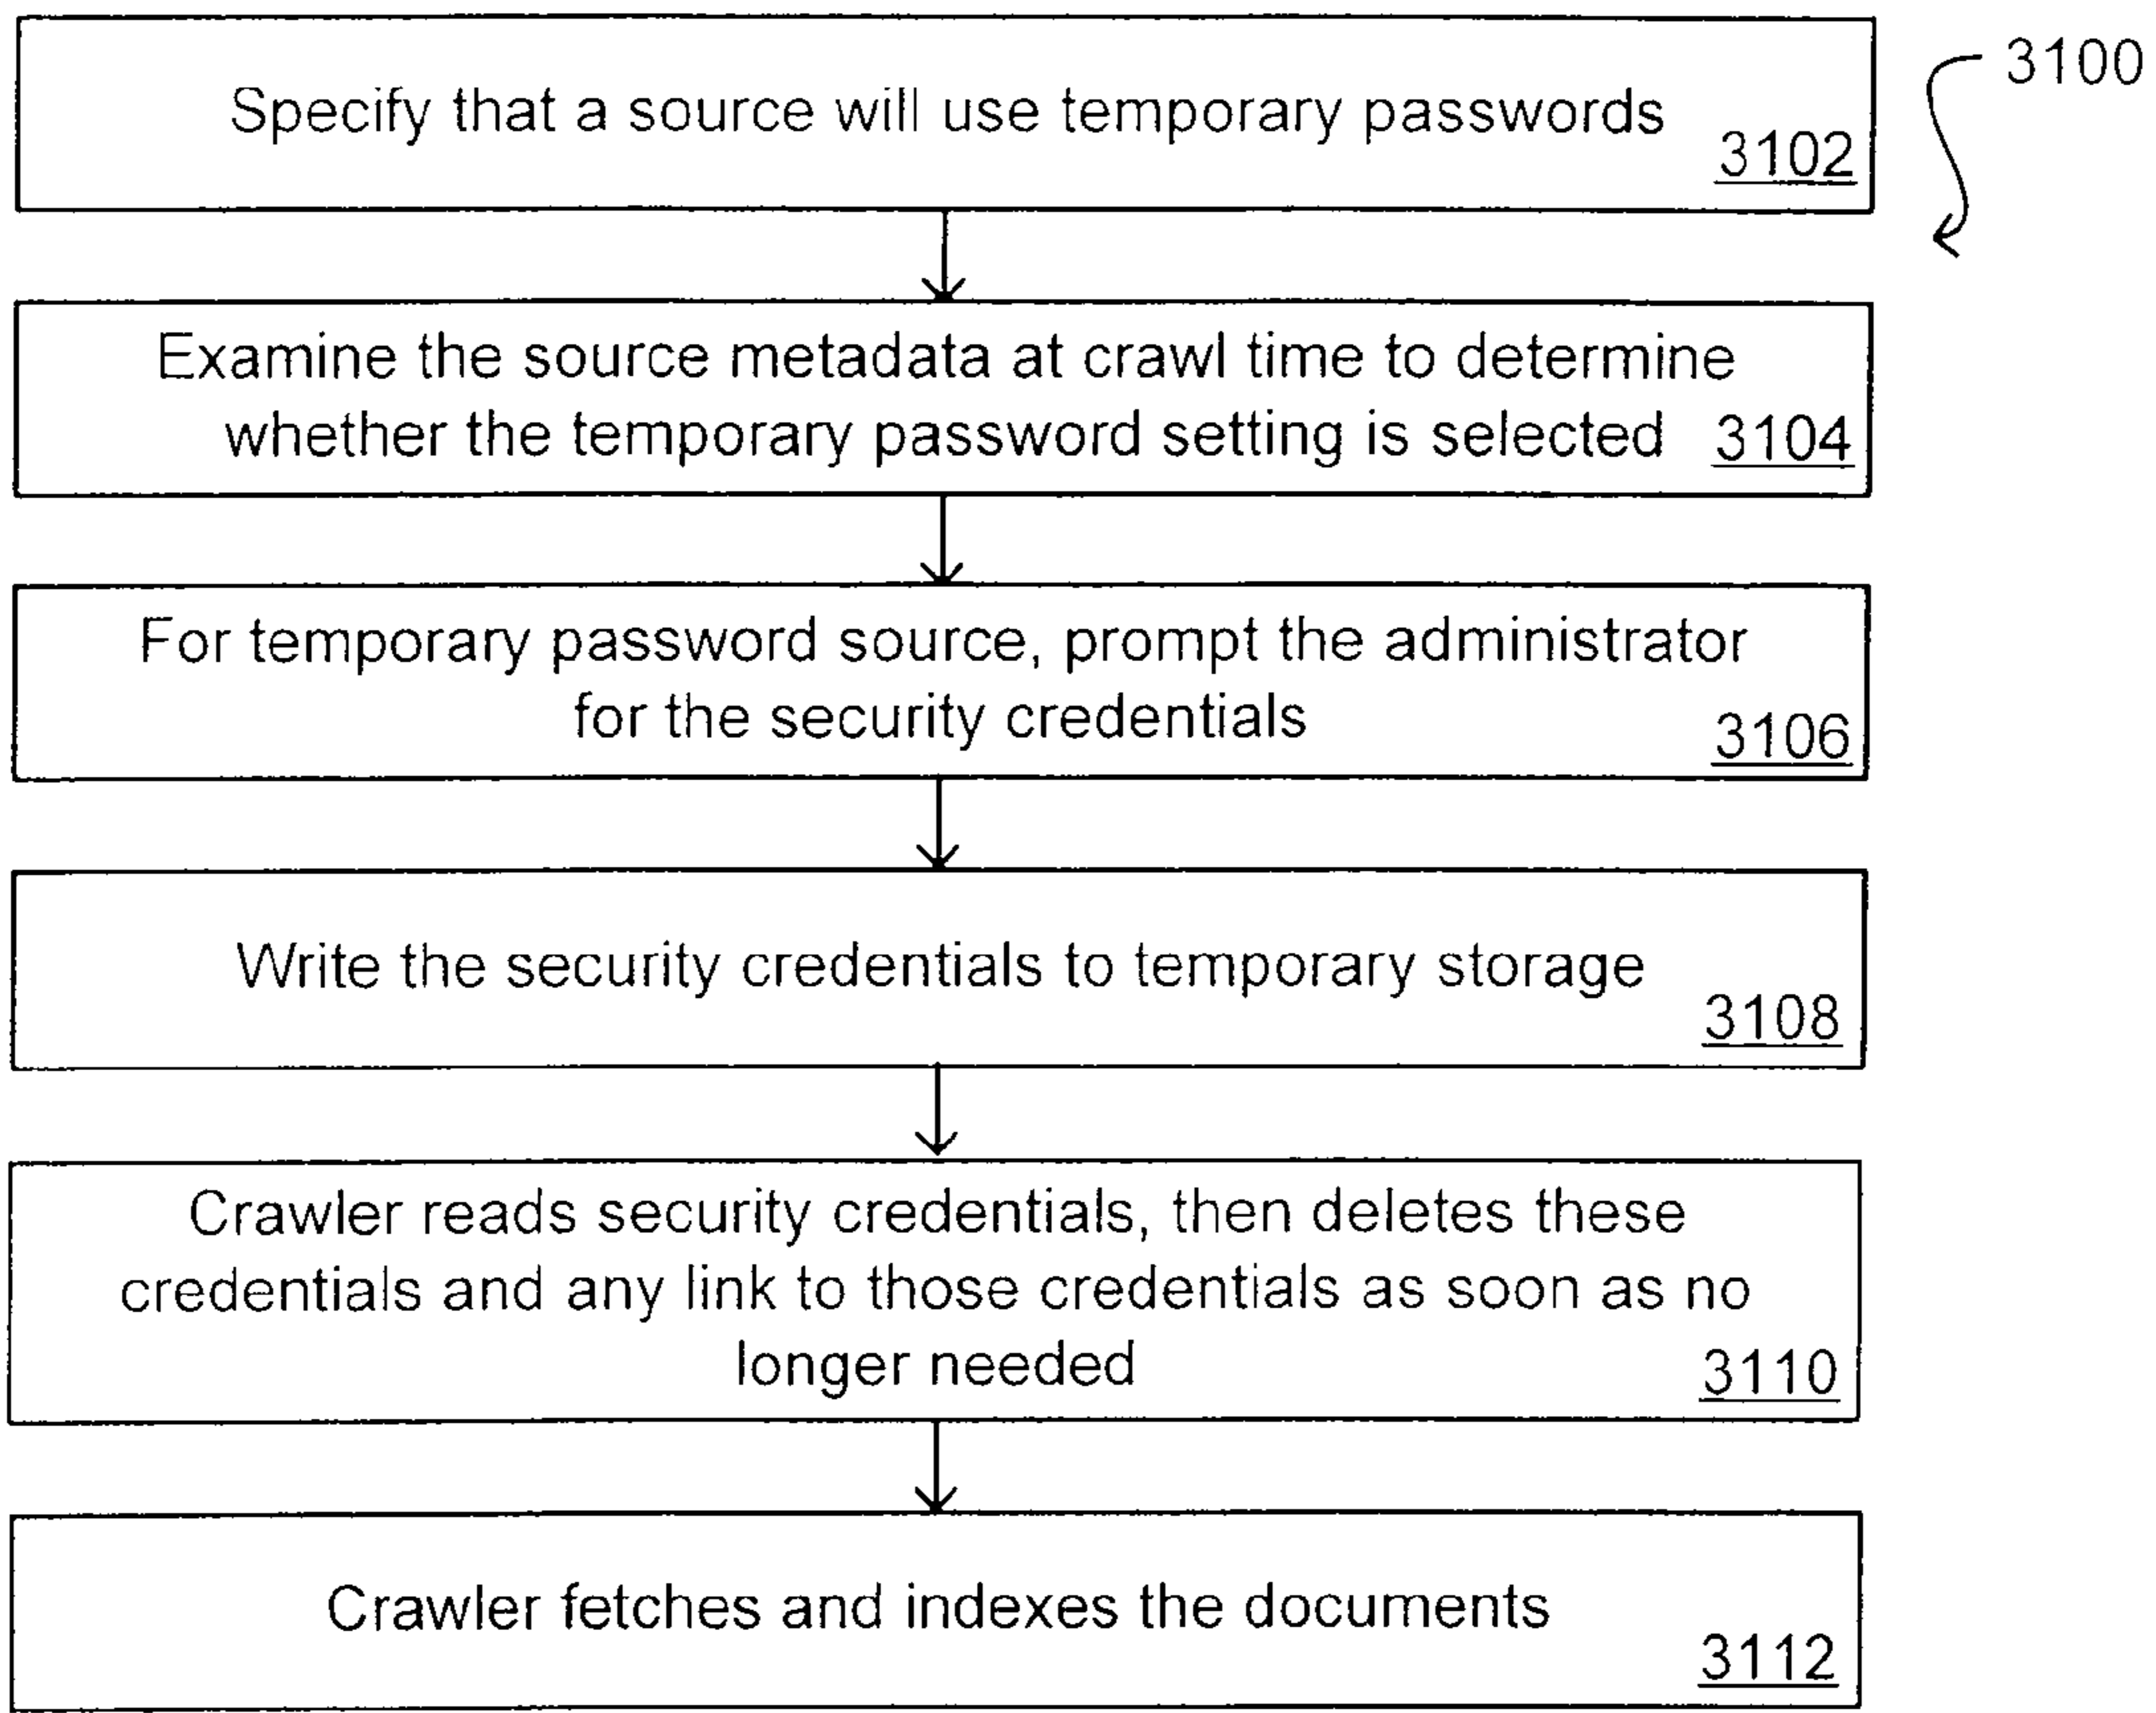 3100
Specify that a source will use temporary passwords
3102
Examine the source metadata at crawl time to determine
whether the temporary password setting is selected 3104
For temporary password source, prompt the administrator
for the security credentials
3106
Write the security credentials to temporary storage
3108
Crawler reads security credentials, then deletes these
credentials and any link to those credentials as soon as no
longer needed
3110
Crawler fetches and indexes the documents
3112